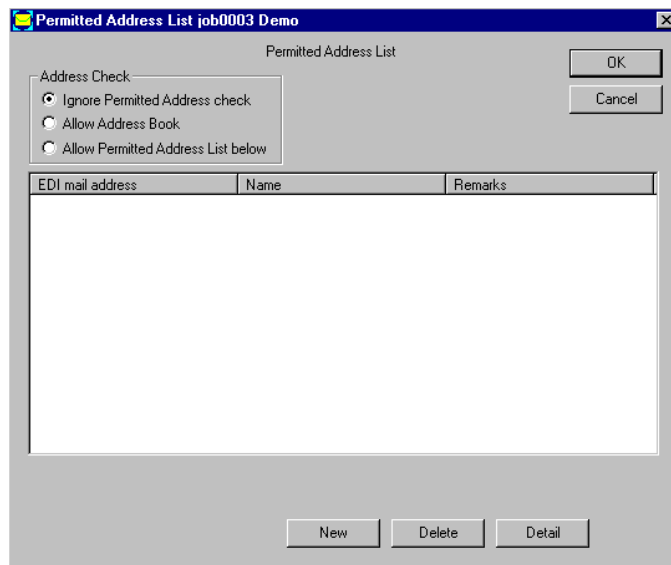 Permitted Address List job0003 Demo
Permitted Address List
OK
Cancel
Address Check
Ignore Permitted Address check
Allow Address Book
Allow Permitted Address List below
EDI mail address Name Remarks
New Delete Detail